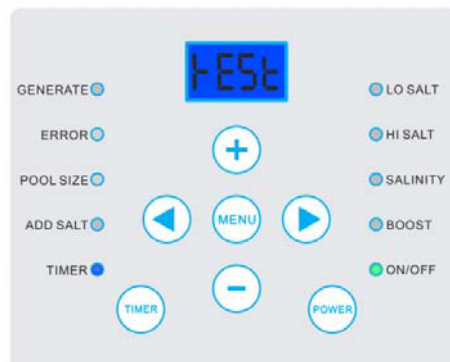 tESt
GENERATE
LO SALT
ERROR
HI SALT
+
POOL SIZE
SALINITY
MENU
ADD SALT
BOOST
TIMER
ON/OFF
−
TIMER
POWER